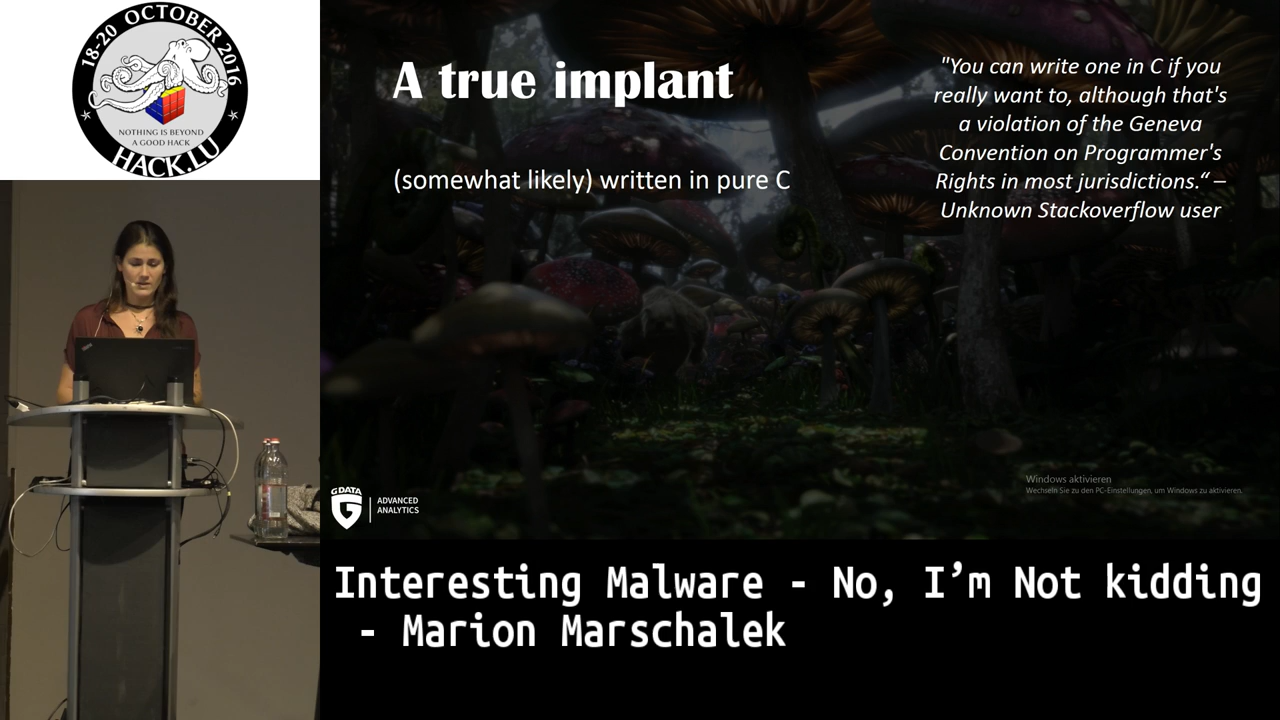 18-20 OCTOBER 2016
NOTHING IS BEYOND
A GOOD HACK
HACK.LU
A true implant
(somewhat likely) written in pure C
"You can write one in C if you
really want to, although that's
a violation of the Geneva
Convention on Programmer's
Rights in most jurisdictions.“ –
Unknown Stackoverflow user
Windows aktivieren
Wechseln Sie zu den PC-Einstellungen, um Windows zu aktivieren.
G DATA
ADVANCED
ANALYTICS
Interesting Malware - No, I’m Not kidding
- Marion Marschalek